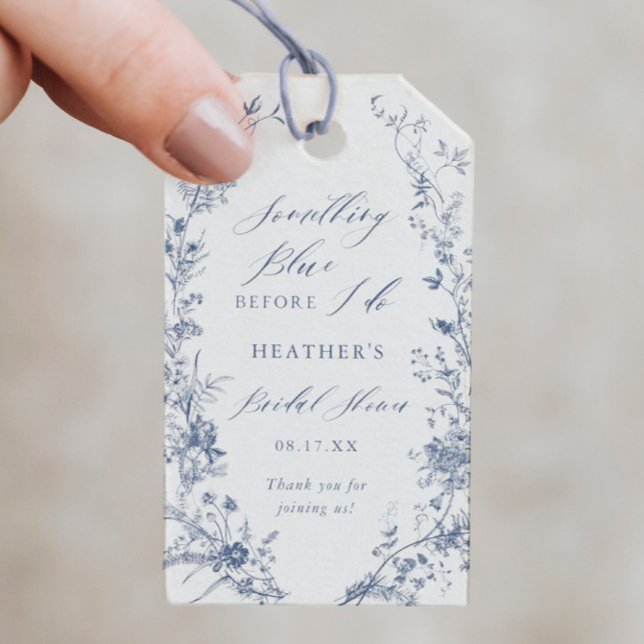 Something
Blue
BEFORE I do
HEATHER'S
Bridal Shower
08.17.XX
Thank you for
joining us!